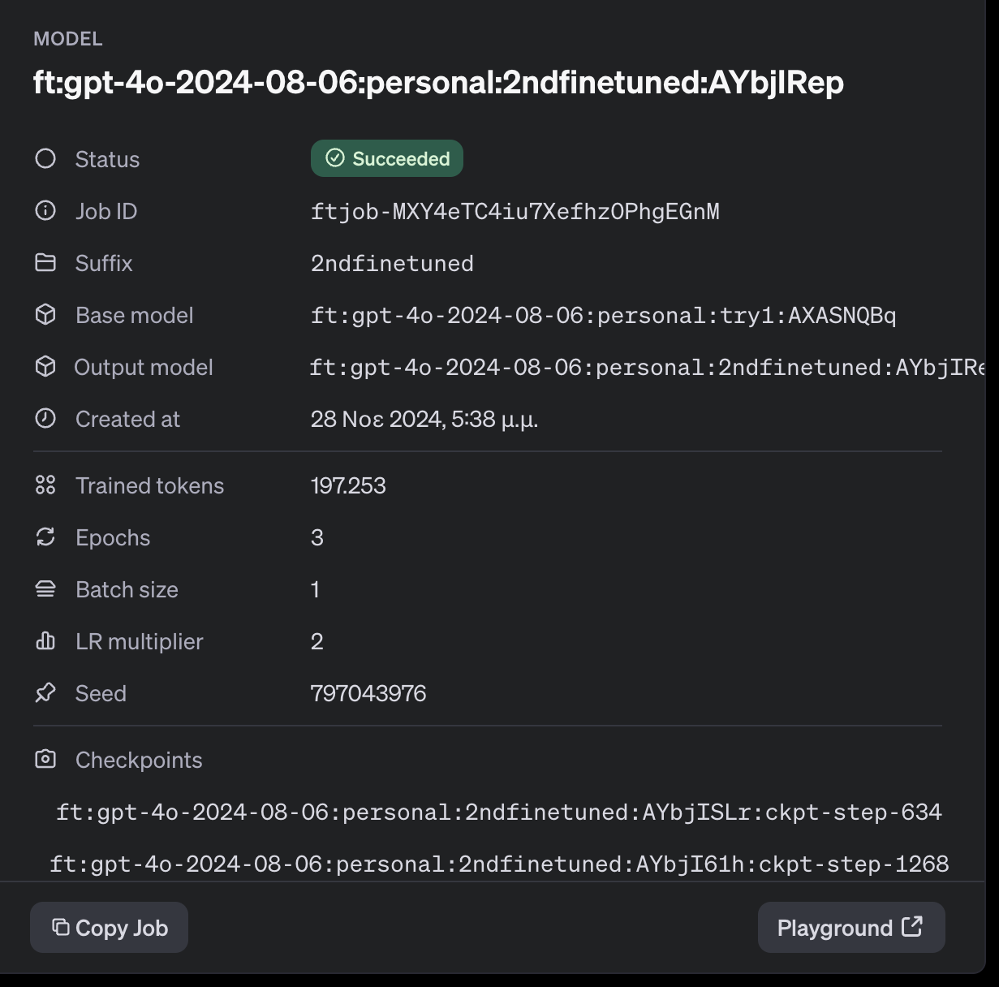 MODEL
ft:gpt-4o-2024-08-06:personal:2ndfinetuned:AYbjIRep
Status Succeeded
Job ID ftjob-MXY4eTC4iu7XefhzOPhgEGnM
Suffix 2ndfinetuned
Base model ft:gpt-4o-2024-08-06:personal:try1:AXASNQBq
Output model ft:gpt-4o-2024-08-06:personal:2ndfinetuned:AYbjIRe
Created at 28 Νοε 2024, 5:38 μ.μ.
Trained tokens 197.253
Epochs 3
Batch size 1
LR multiplier 2
Seed 797043976
Checkpoints
ft:gpt-4o-2024-08-06:personal:2ndfinetuned:AYbjISLr:ckpt-step-634
ft:gpt-4o-2024-08-06:personal:2ndfinetuned:AYbjI61h:ckpt-step-1268
Copy Job Playground